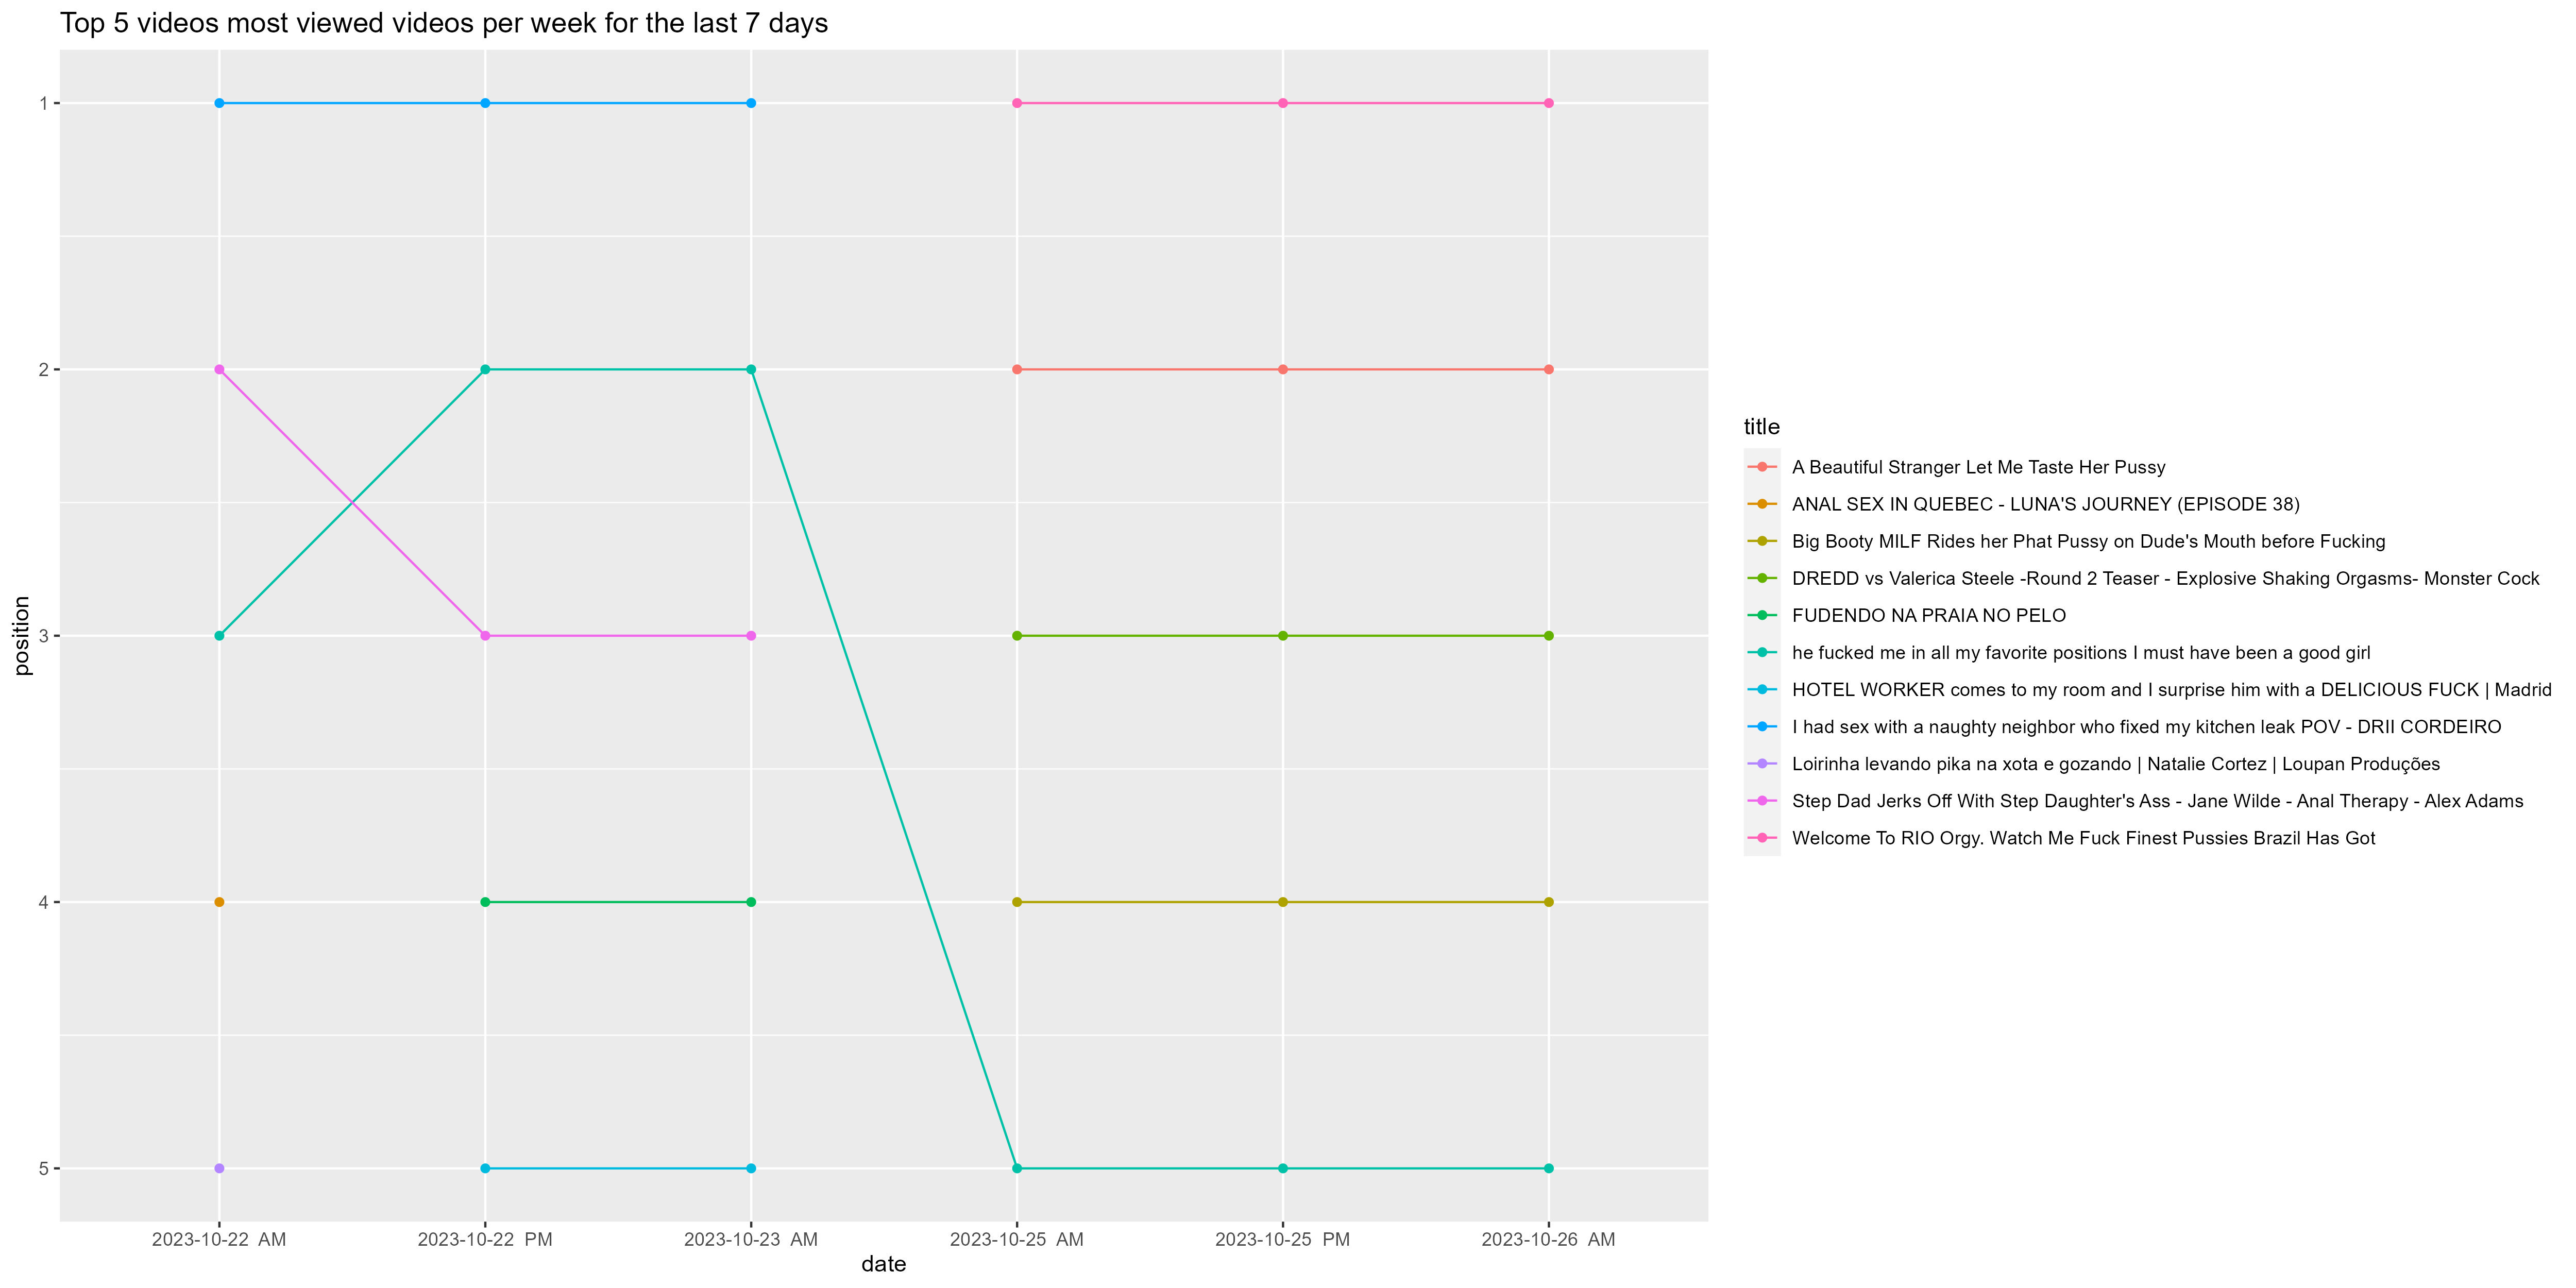 Top 5 videos most viewed videos per week for the last 7 days
1
2
3
4
5
position
2023-10-22 AM
2023-10-22 PM
2023-10-23 AM
2023-10-25 AM
2023-10-25 PM
2023-10-26 AM
date
title
A Beautiful Stranger Let Me Taste Her Pussy
ANAL SEX IN QUEBEC - LUNA'S JOURNEY (EPISODE 38)
Big Booty MILF Rides her Phat Pussy on Dude's Mouth before Fucking
DREDD vs Valerica Steele -Round 2 Teaser - Explosive Shaking Orgasms- Monster Cock
FUDENDO NA PRAIA NO PELO
he fucked me in all my favorite positions I must have been a good girl
HOTEL WORKER comes to my room and I surprise him with a DELICIOUS FUCK | Madrid
I had sex with a naughty neighbor who fixed my kitchen leak POV - DRII CORDEIRO
Loirinha levando pika na xota e gozando | Natalie Cortez | Loupan Produções
Step Dad Jerks Off With Step Daughter's Ass - Jane Wilde - Anal Therapy - Alex Adams
Welcome To RIO Orgy. Watch Me Fuck Finest Pussies Brazil Has Got